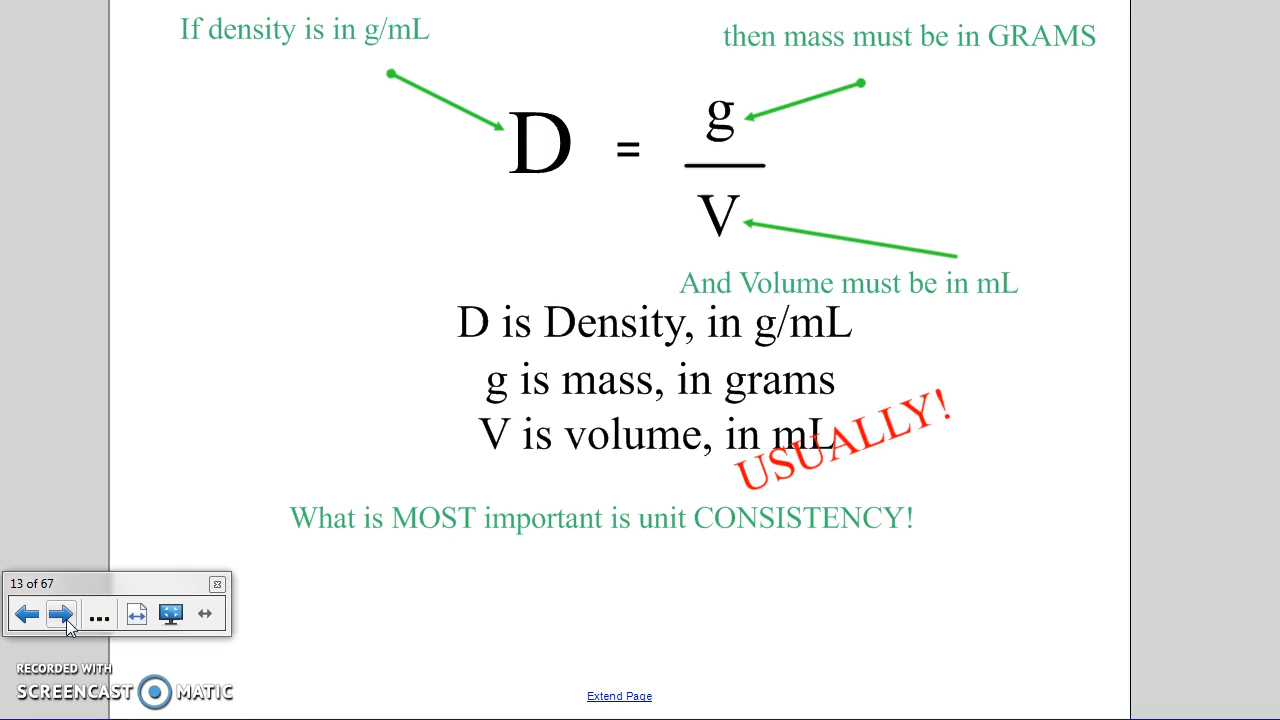 If density is in g/mL
then mass must be in GRAMS
D = g
V
And Volume must be in mL
D is Density, in g/mL
g is mass, in grams
V is volume, in mL
USUALLY!
What is MOST important is unit CONSISTENCY!
13 of 67
...
RECORDED WITH
SCREENCAST MATIC
Extend Page